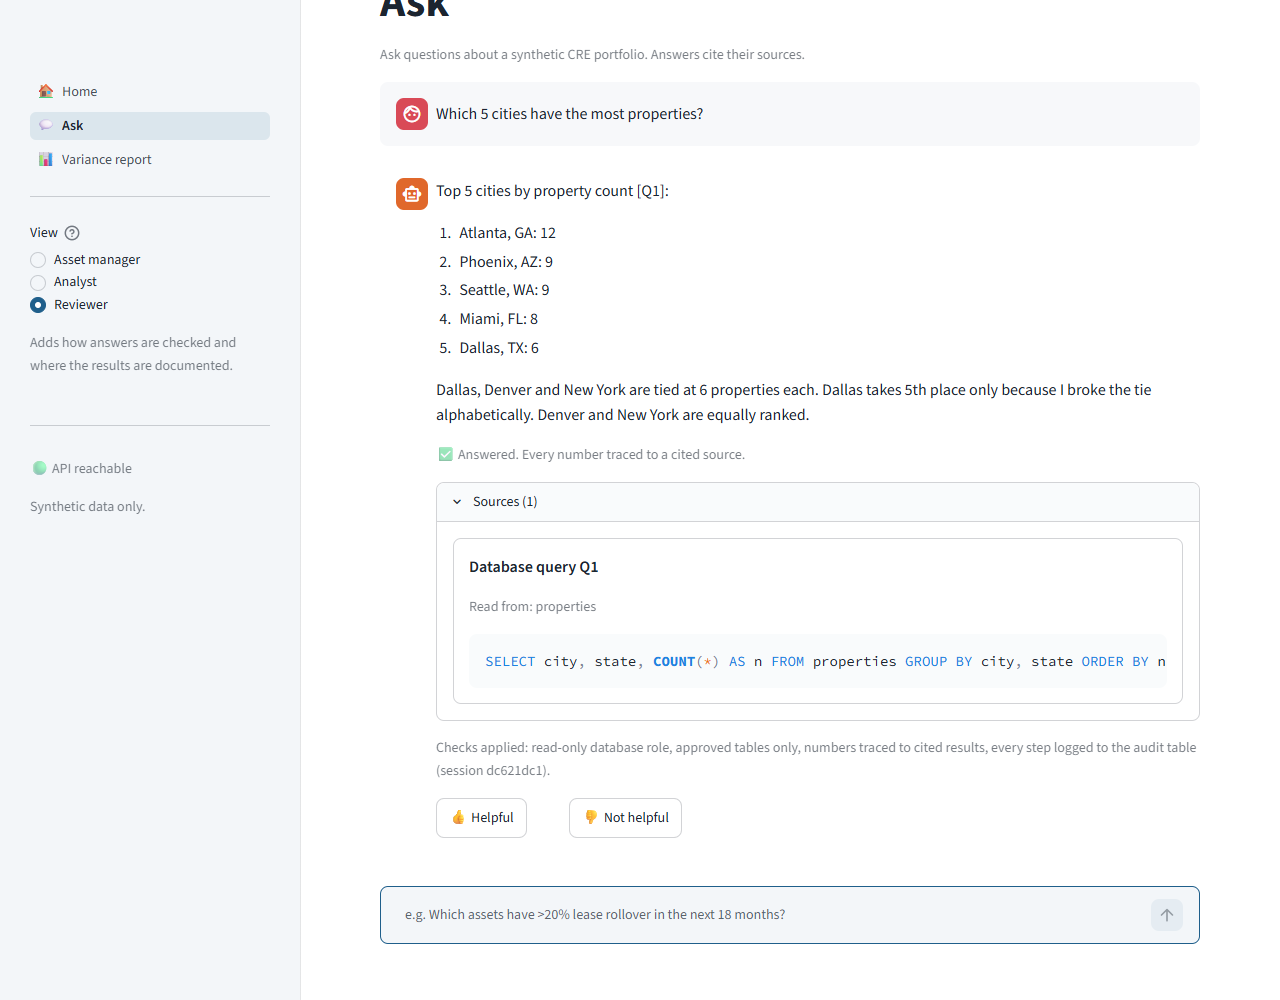 Ask
Ask questions about a synthetic CRE portfolio. Answers cite their sources.
Home
Ask
Variance report
View
Asset manager
Analyst
Reviewer
Adds how answers are checked and
where the results are documented.
API reachable
Synthetic data only.
Which 5 cities have the most properties?
Top 5 cities by property count [Q1]:
1. Atlanta, GA: 12
2. Phoenix, AZ: 9
3. Seattle, WA: 9
4. Miami, FL: 8
5. Dallas, TX: 6
Dallas, Denver and New York are tied at 6 properties each. Dallas takes 5th place only because I broke the tie
alphabetically. Denver and New York are equally ranked.
Answered. Every number traced to a cited source.
Sources (1)
Database query Q1
Read from: properties
SELECT city, state, COUNT(*) AS n FROM properties GROUP BY city, state ORDER BY n
Checks applied: read-only database role, approved tables only, numbers traced to cited results, every step logged to the audit table
(session dc621dc1).
Helpful
Not helpful
e.g. Which assets have >20% lease rollover in the next 18 months?